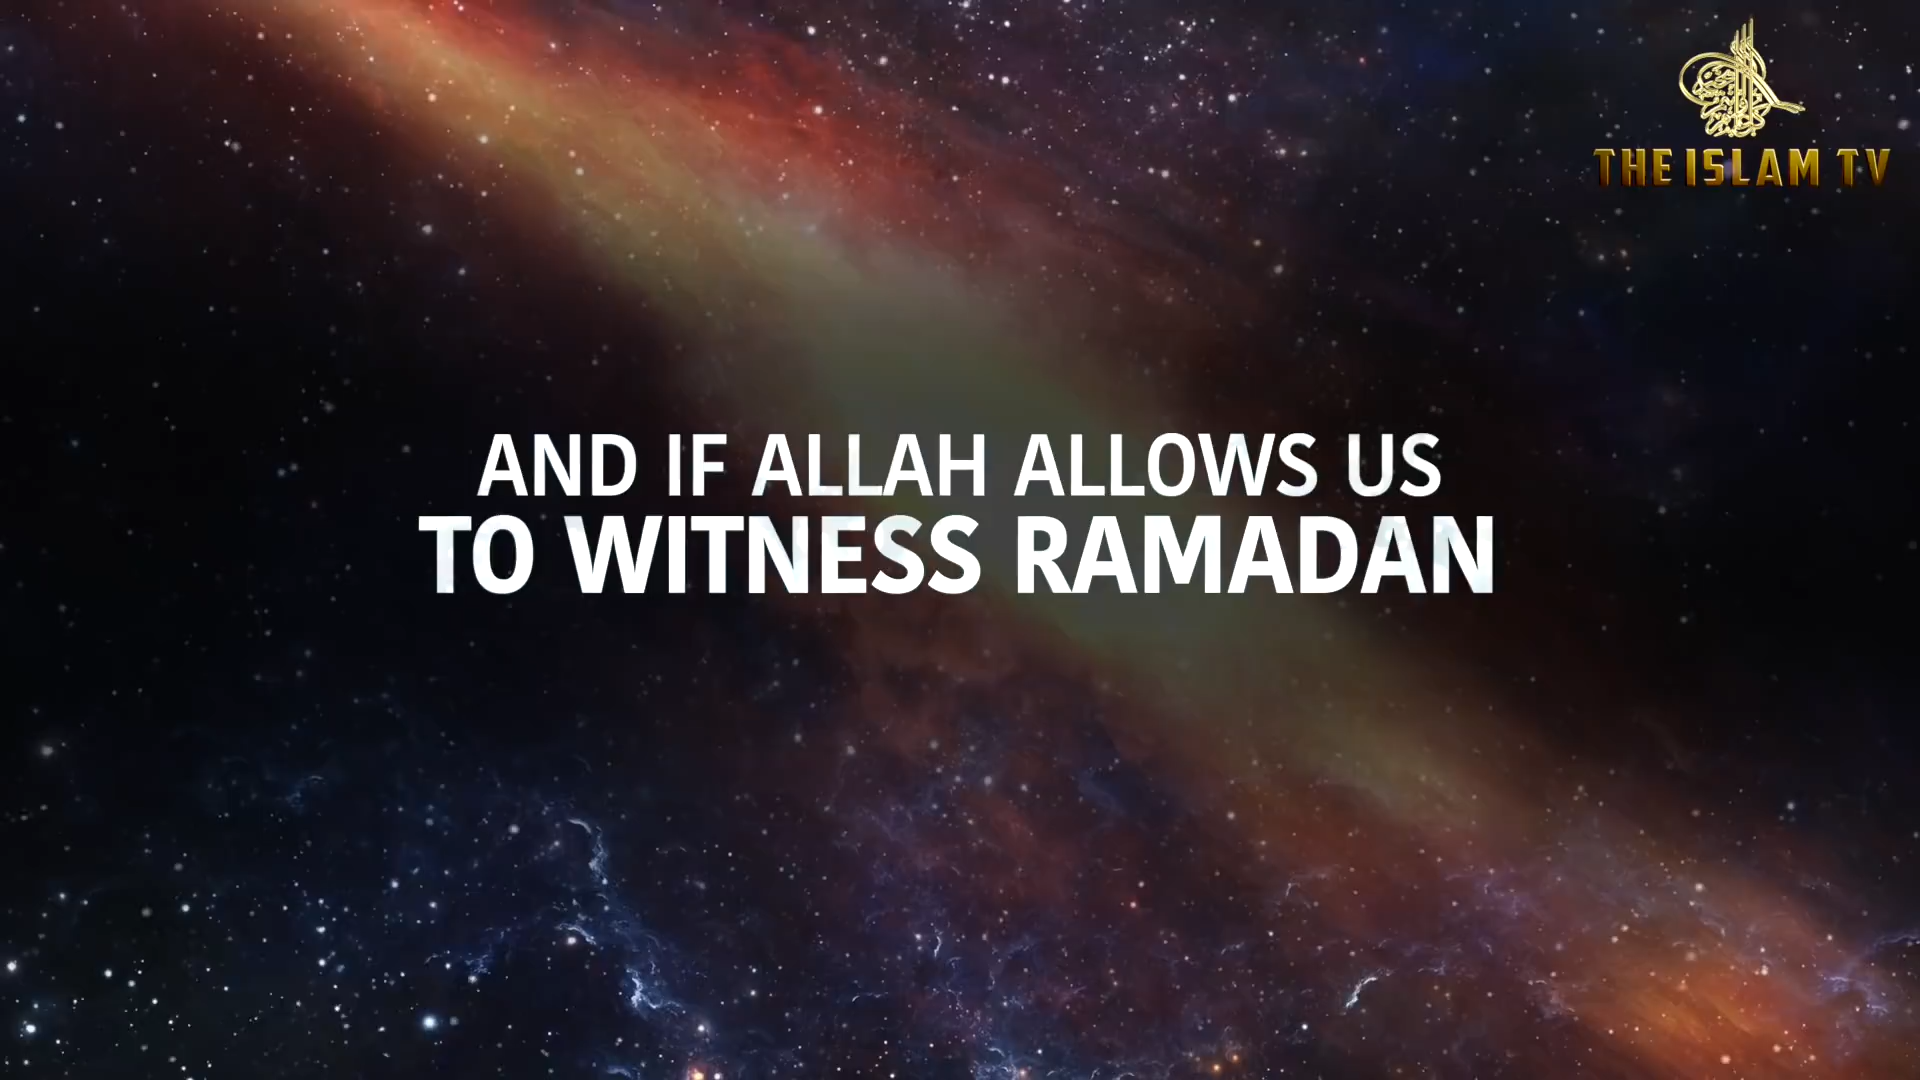 THE ISLAM TV
AND IF ALLAH ALLOWS US
TO WITNESS RAMADAN